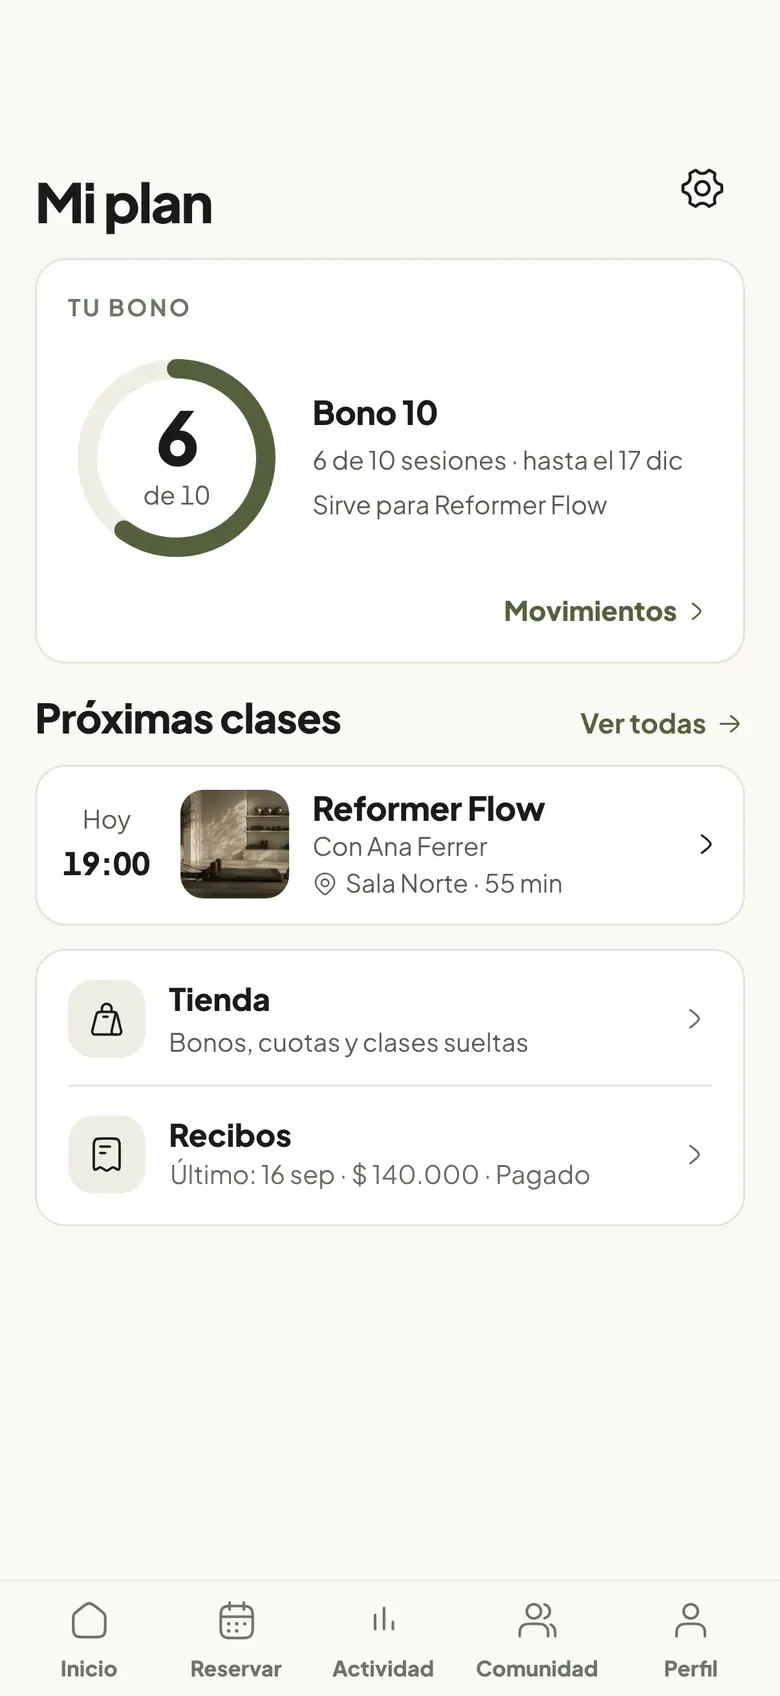 Mi plan
TU BONO
6
de 10
Bono 10
6 de 10 sesiones · hasta el 17 dic
Sirve para Reformer Flow
Movimientos
Próximas clases
Ver todas
Hoy
19:00
Reformer Flow
Con Ana Ferrer
Sala Norte · 55 min
Tienda
Bonos, cuotas y clases sueltas
Recibos
Último: 16 sep · $ 140.000 · Pagado
Inicio
Reservar
Actividad
Comunidad
Perfil